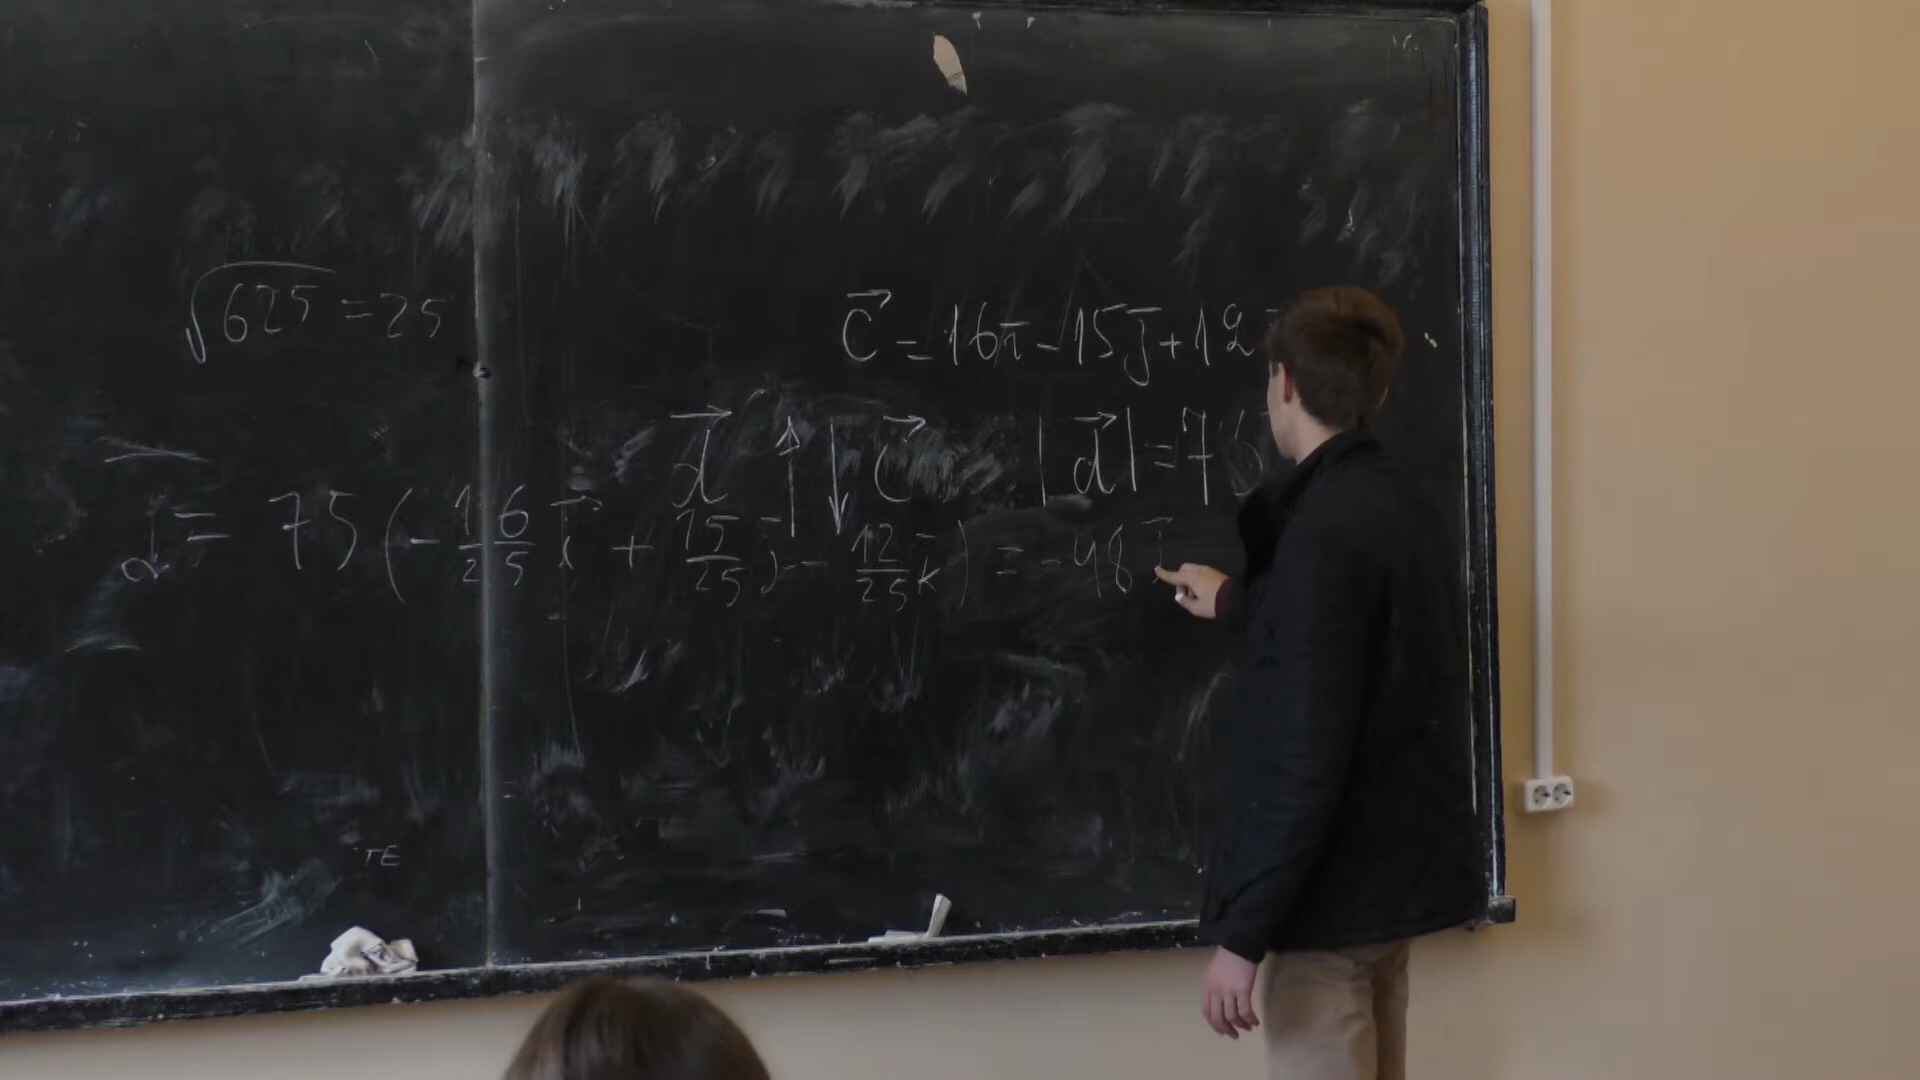 √625 = 25
c⃗ = 16i̅ - 15j̅ + 12
d⃗ ↑↓ c⃗ |d⃗| = 75
d̅ = 75 (-16/25 i⃗ + 15/25 j̅ - 12/25 k̅) = -48 i̅
TE